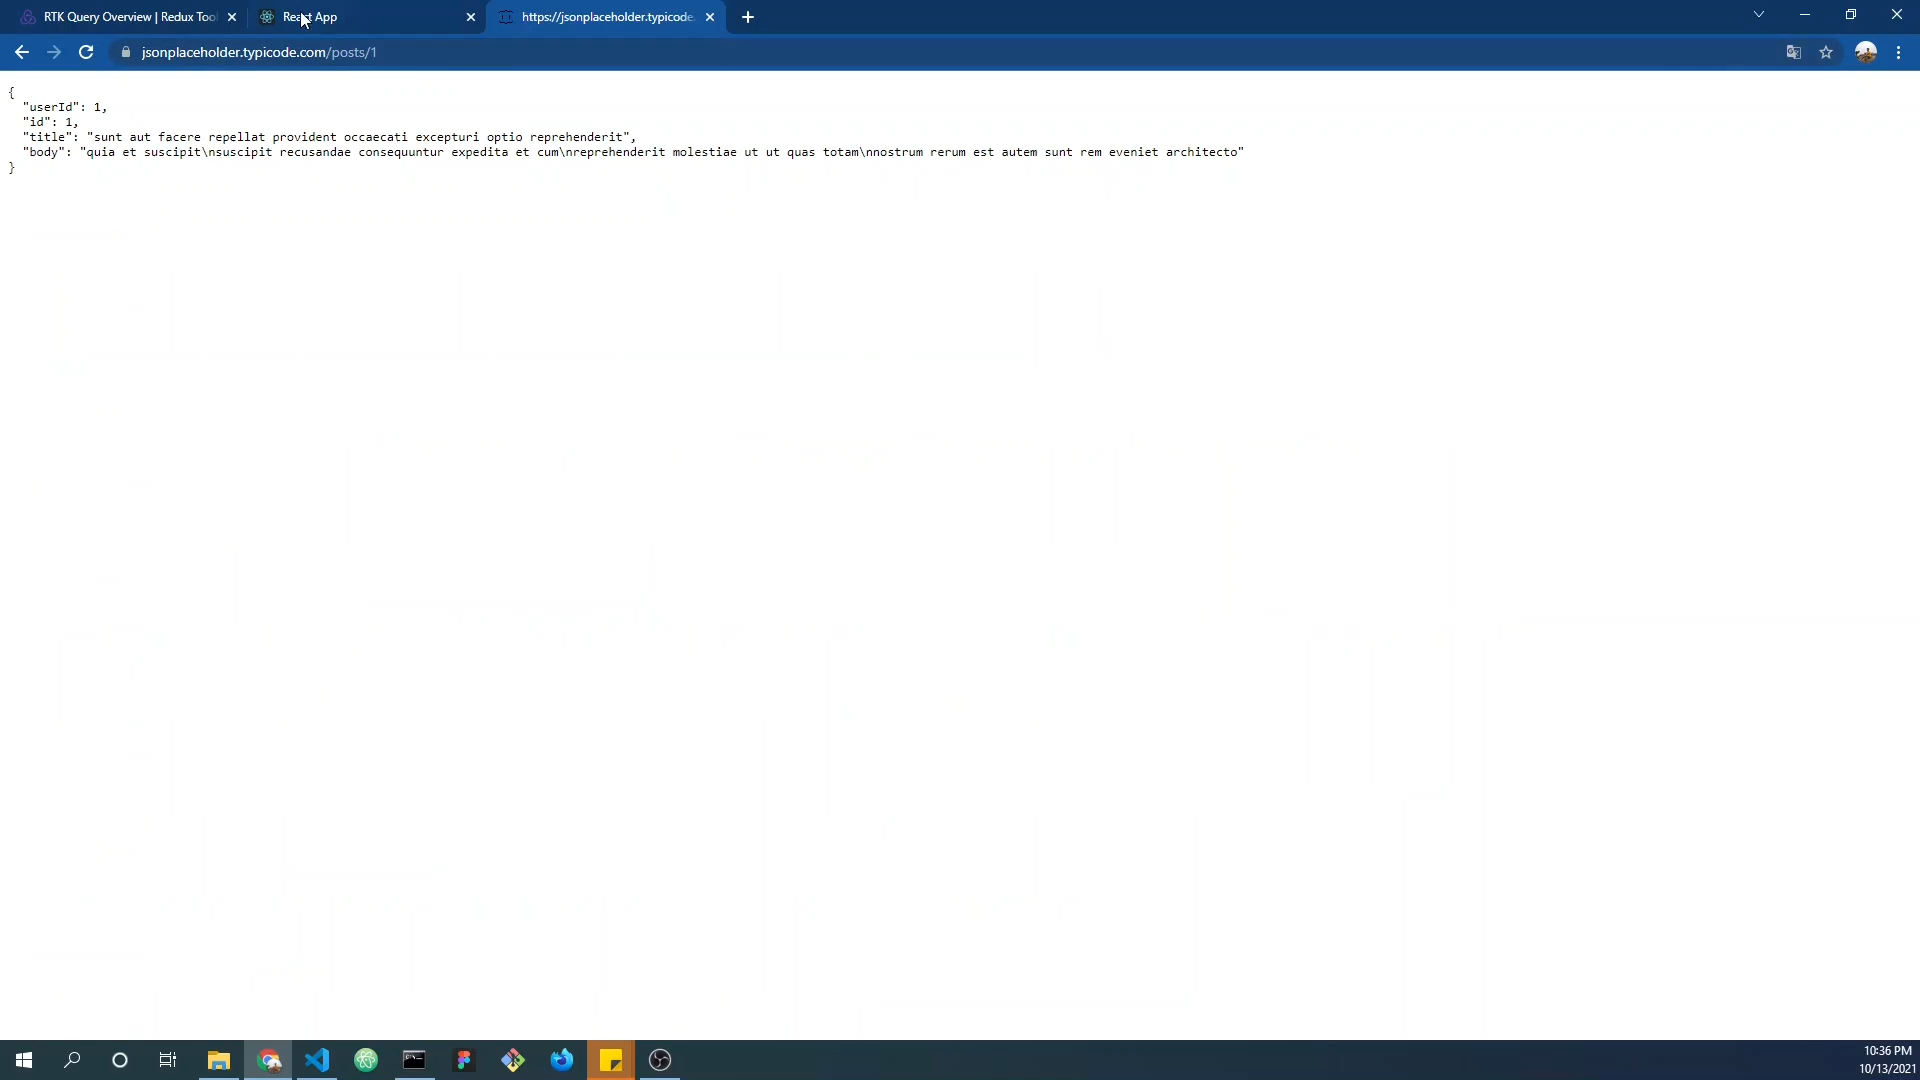 RTK Query Overview | Redux Tool
React App
https://jsonplaceholder.typicode.
jsonplaceholder.typicode.com/posts/1
{
  "userId": 1,
  "id": 1,
  "title": "sunt aut facere repellat provident occaecati excepturi optio reprehenderit",
  "body": "quia et suscipit\nsuscipit recusandae consequuntur expedita et cum\nreprehenderit molestiae ut ut quas totam\nnostrum rerum est autem sunt rem eveniet architecto"
}
10:36 PM
10/13/2021